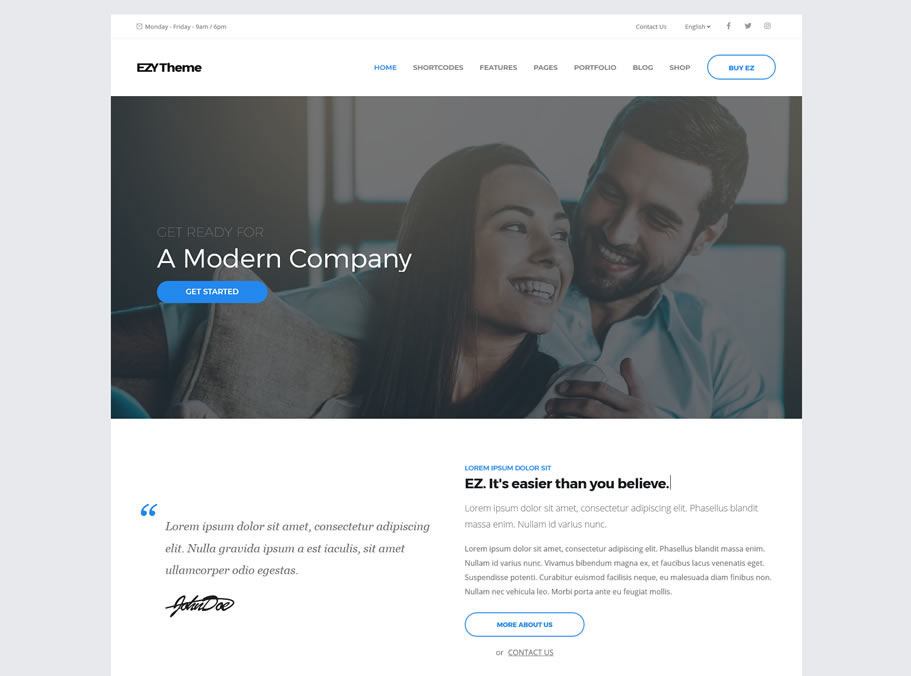 Monday - Friday - 9am / 6pm
Contact Us English
EZY Theme
HOME SHORTCODES FEATURES PAGES PORTFOLIO BLOG SHOP BUY EZ
GET READY FOR
A Modern Company
GET STARTED
“
Lorem ipsum dolor sit amet, consectetur adipiscing
elit. Nulla gravida ipsum a est iaculis, sit amet
ullamcorper odio egestas.
John Doe
LOREM IPSUM DOLOR SIT
EZ. It's easier than you believe.
Lorem ipsum dolor sit amet, consectetur adipiscing elit. Phasellus blandit
massa enim. Nullam id varius nunc.
Lorem ipsum dolor sit amet, consectetur adipiscing elit. Phasellus blandit massa enim.
Nullam id varius nunc. Vivamus bibendum magna ex, et faucibus lacus venenatis eget.
Suspendisse potenti. Curabitur euismod facilisis neque, eu malesuada diam finibus non.
Nullam nec vehicula leo. Morbi porta ante eu feugiat mollis.
MORE ABOUT US
or CONTACT US